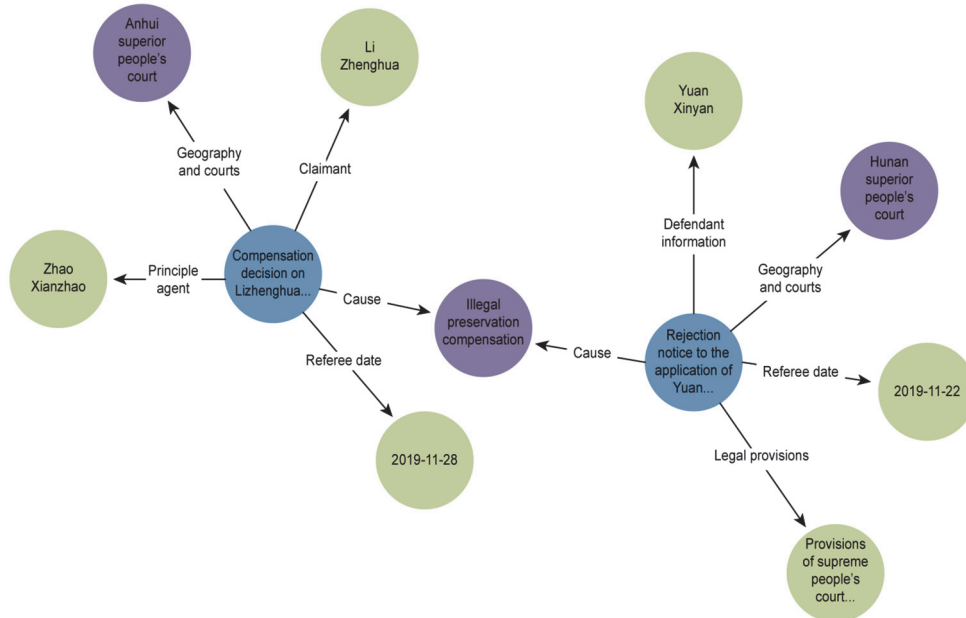 Anhui
superior
people's
court
Li
Zhenghua
Geography
and courts
Claimant
Zhao
Xianzhao
Principle
agent
Compensation
decision on
Lizhenghua...
Cause
Referee date
2019-11-28
Illegal
preservation
compensation
Yuan
Xinyan
Hunan
superior
people's
court
Defendant
information
Geography
and courts
Cause
Rejection
notice to the
application of
Yuan...
Referee date
2019-11-22
Legal provisions
Provisions
of supreme
people's
court...